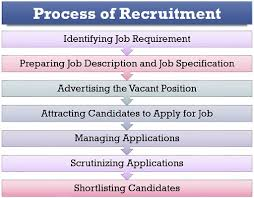 Process of Recruitment
Identifying Job Requirement
Preparing Job Description and Job Specification
Advertising the Vacant Position
Attracting Candidates to Apply for Job
Managing Applications
Scrutinizing Applications
Shortlisting Candidates